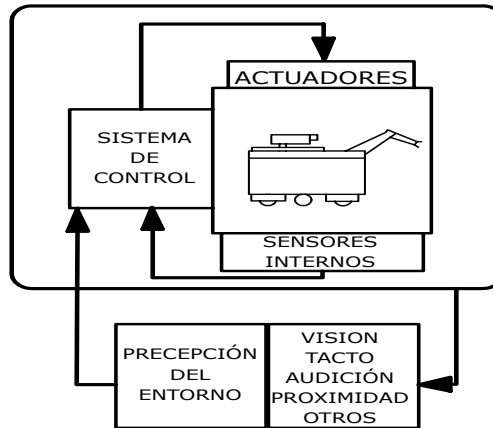 ACTUADORES
SISTEMA
DE
CONTROL
SENSORES
INTERNOS
PRECEPCIÓN
DEL
ENTORNO
VISION
TACTO
AUDICIÓN
PROXIMIDAD
OTROS